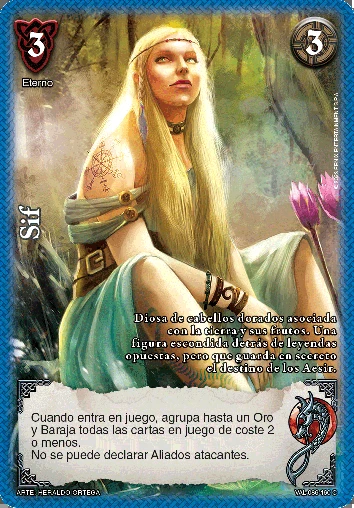 3
3
Eterno
Sif
Diosa de cabellos dorados asociada
con la tierra y sus frutos. Una
figura escondida detrás de leyendas
opuestas, pero que guarda en secreto
el destino de los Aesir.
Cuando entra en juego, agrupa hasta un Oro
y Baraja todas las cartas en juego de coste 2
o menos.
No se puede declarar Aliados atacantes.
ARTE: HERALDO ORTEGA